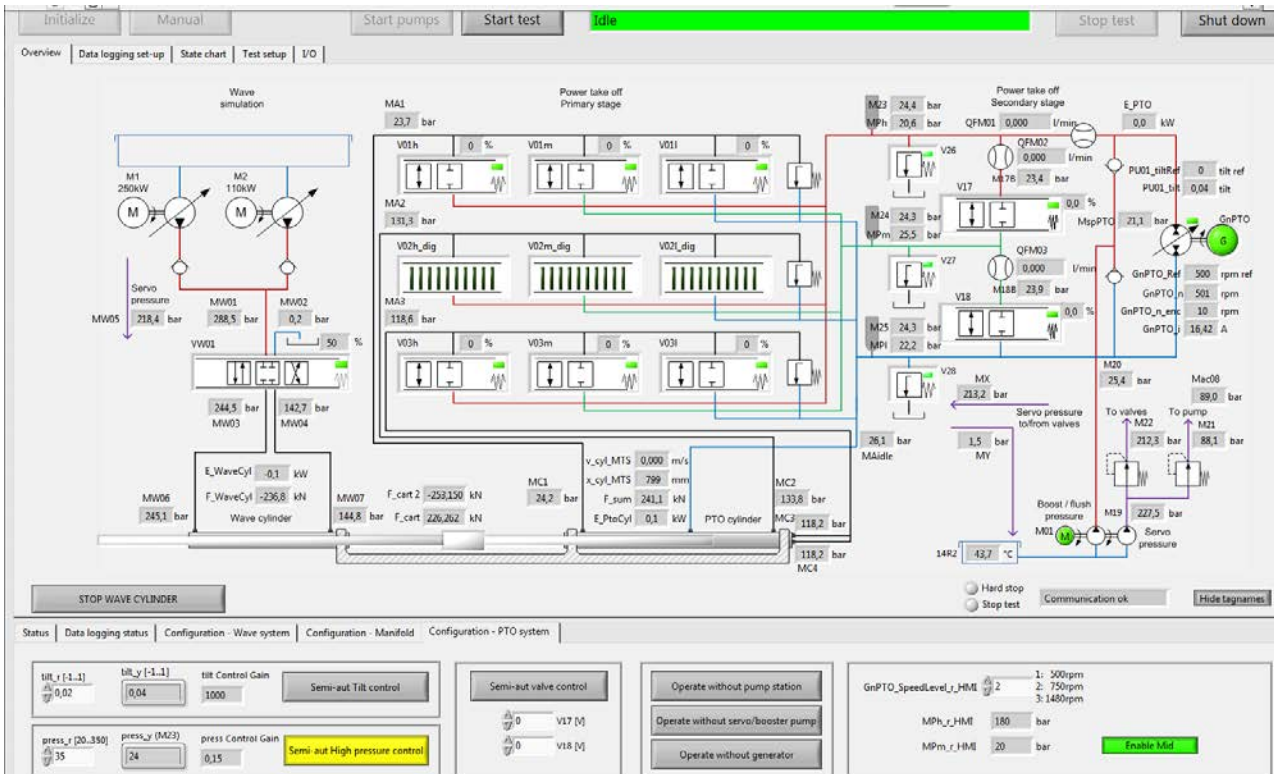 Initialize
Manual
Start pumps
Start test
Idle
Stop test
Shut down
Overview
Data logging set-up
State chart
Test setup
I/O
Wave
simulation
M1
250kW
M
M2
110kW
M
Servo
pressure
MW05
218,4 bar
MW01
288,5 bar
MW02
0,2 bar
50 %
VW01
244,5 bar
MW03
142,7 bar
MW04
E_WaveCyl -0,1 kW
F_WaveCyl -236,8 kN
MW06
245,1 bar
Wave cylinder
MW07
144,8 bar
Power take off
Primary stage
MA1
23,7 bar
V01h 0 %
V01m 0 %
V01l 0 %
MA2
131,3 bar
V02h_dig
V02m_dig
V02l_dig
MA3
118,6 bar
V03h 0 %
V03m 0 %
V03l 0 %
F_cart 2 -253,150 kN
F_cart 226,262 kN
MC1
24,2 bar
v_cyl_MTS 0,000 m/s
x_cyl_MTS 799 mm
F_sum 241,1 kN
E_PtoCyl 0,1 kW
PTO cylinder
MC2
133,8 bar
MC3 118,2 bar
118,2 bar
MC4
Power take off
Secondary stage
M23 24,4 bar
MPh 20,6 bar
QFM01 0,000 l/min
E_PTO
0,0 kW
V26
QFM02
0,000 l/min
M17B 23,4 bar
V17
0,0 %
M24 24,3 bar
MPm 25,5 bar
V27
QFM03
0,000 l/min
M18B 23,9 bar
V18
0,0 %
M25 24,3 bar
MPl 22,2 bar
V28
PU01_tiltRef 0 tilt ref
PU01_tilt 0,04 tilt
MspPTO 21,1 bar
GnPTO
G
GnPTO_Ref 500 rpm ref
GnPTO_n 501 rpm
GnPTO_n_enc 10 rpm
GnPTO_i 16,42 A
MX
213,2 bar
Servo pressure
to/from valves
1,5 bar
MY
26,1 bar
MAidle
M20
25,4 bar
Mac08
89,0 bar
To valves
M22
212,3 bar
To pump
M21
88,1 bar
Boost / flush
pressure
M01
M
M19 227,5 bar
Servo
pressure
14R2 43,7 °C
STOP WAVE CYLINDER
Hard stop
Stop test
Communication ok
Hide tagnames
Status
Data logging status
Configuration - Wave system
Configuration - Manifold
Configuration - PTO system
tilt_r [-1..1]
0,02
tilt_y [-1..1]
0,04
tilt Control Gain
1000
Semi-aut Tilt control
press_r [20..350]
35
press_y (M23)
24
press Control Gain
0,15
Semi-aut High pressure control
Semi-aut valve control
0 V17 [V]
0 V18 [V]
Operate without pump station
Operate without servo/booster pump
Operate without generator
GnPTO_SpeedLevel_r_HMI 2
1: 500rpm
2: 750rpm
3: 1480rpm
MPh_r_HMI 180 bar
MPm_r_HMI 20 bar
Enable Mid